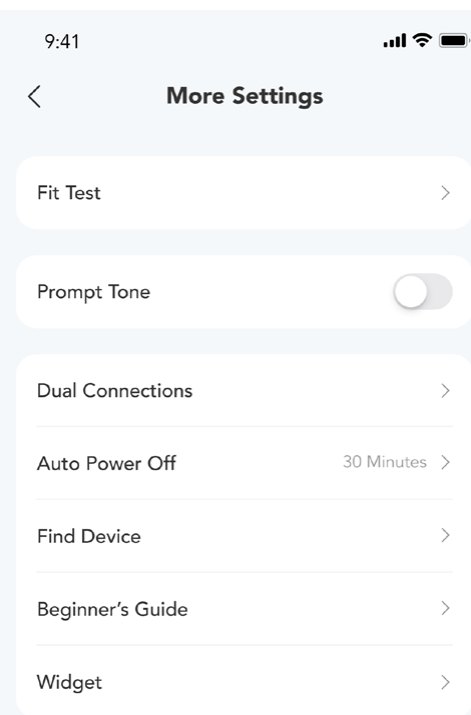 9:41
More Settings
Fit Test
Prompt Tone
Dual Connections
Auto Power Off 30 Minutes
Find Device
Beginner’s Guide
Widget